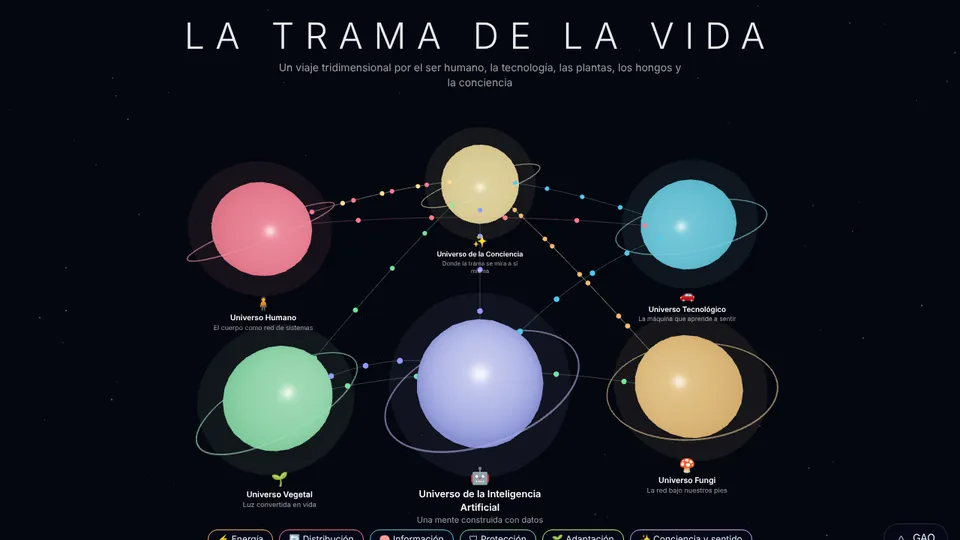 LA TRAMA DE LA VIDA
Un viaje tridimensional por el ser humano, la tecnología, las plantas, los hongos y
la conciencia
Universo de la Conciencia
Donde la trama se mira a sí
misma
Universo Humano
El cuerpo como red de sistemas
Universo Tecnológico
La máquina que aprende a sentir
Universo Vegetal
Luz convertida en vida
Universo de la Inteligencia
Artificial
Una mente construida con datos
Universo Fungi
La red bajo nuestros pies
Energía
Distribución
Información
Protección
Adaptación
Conciencia y sentido
GAO